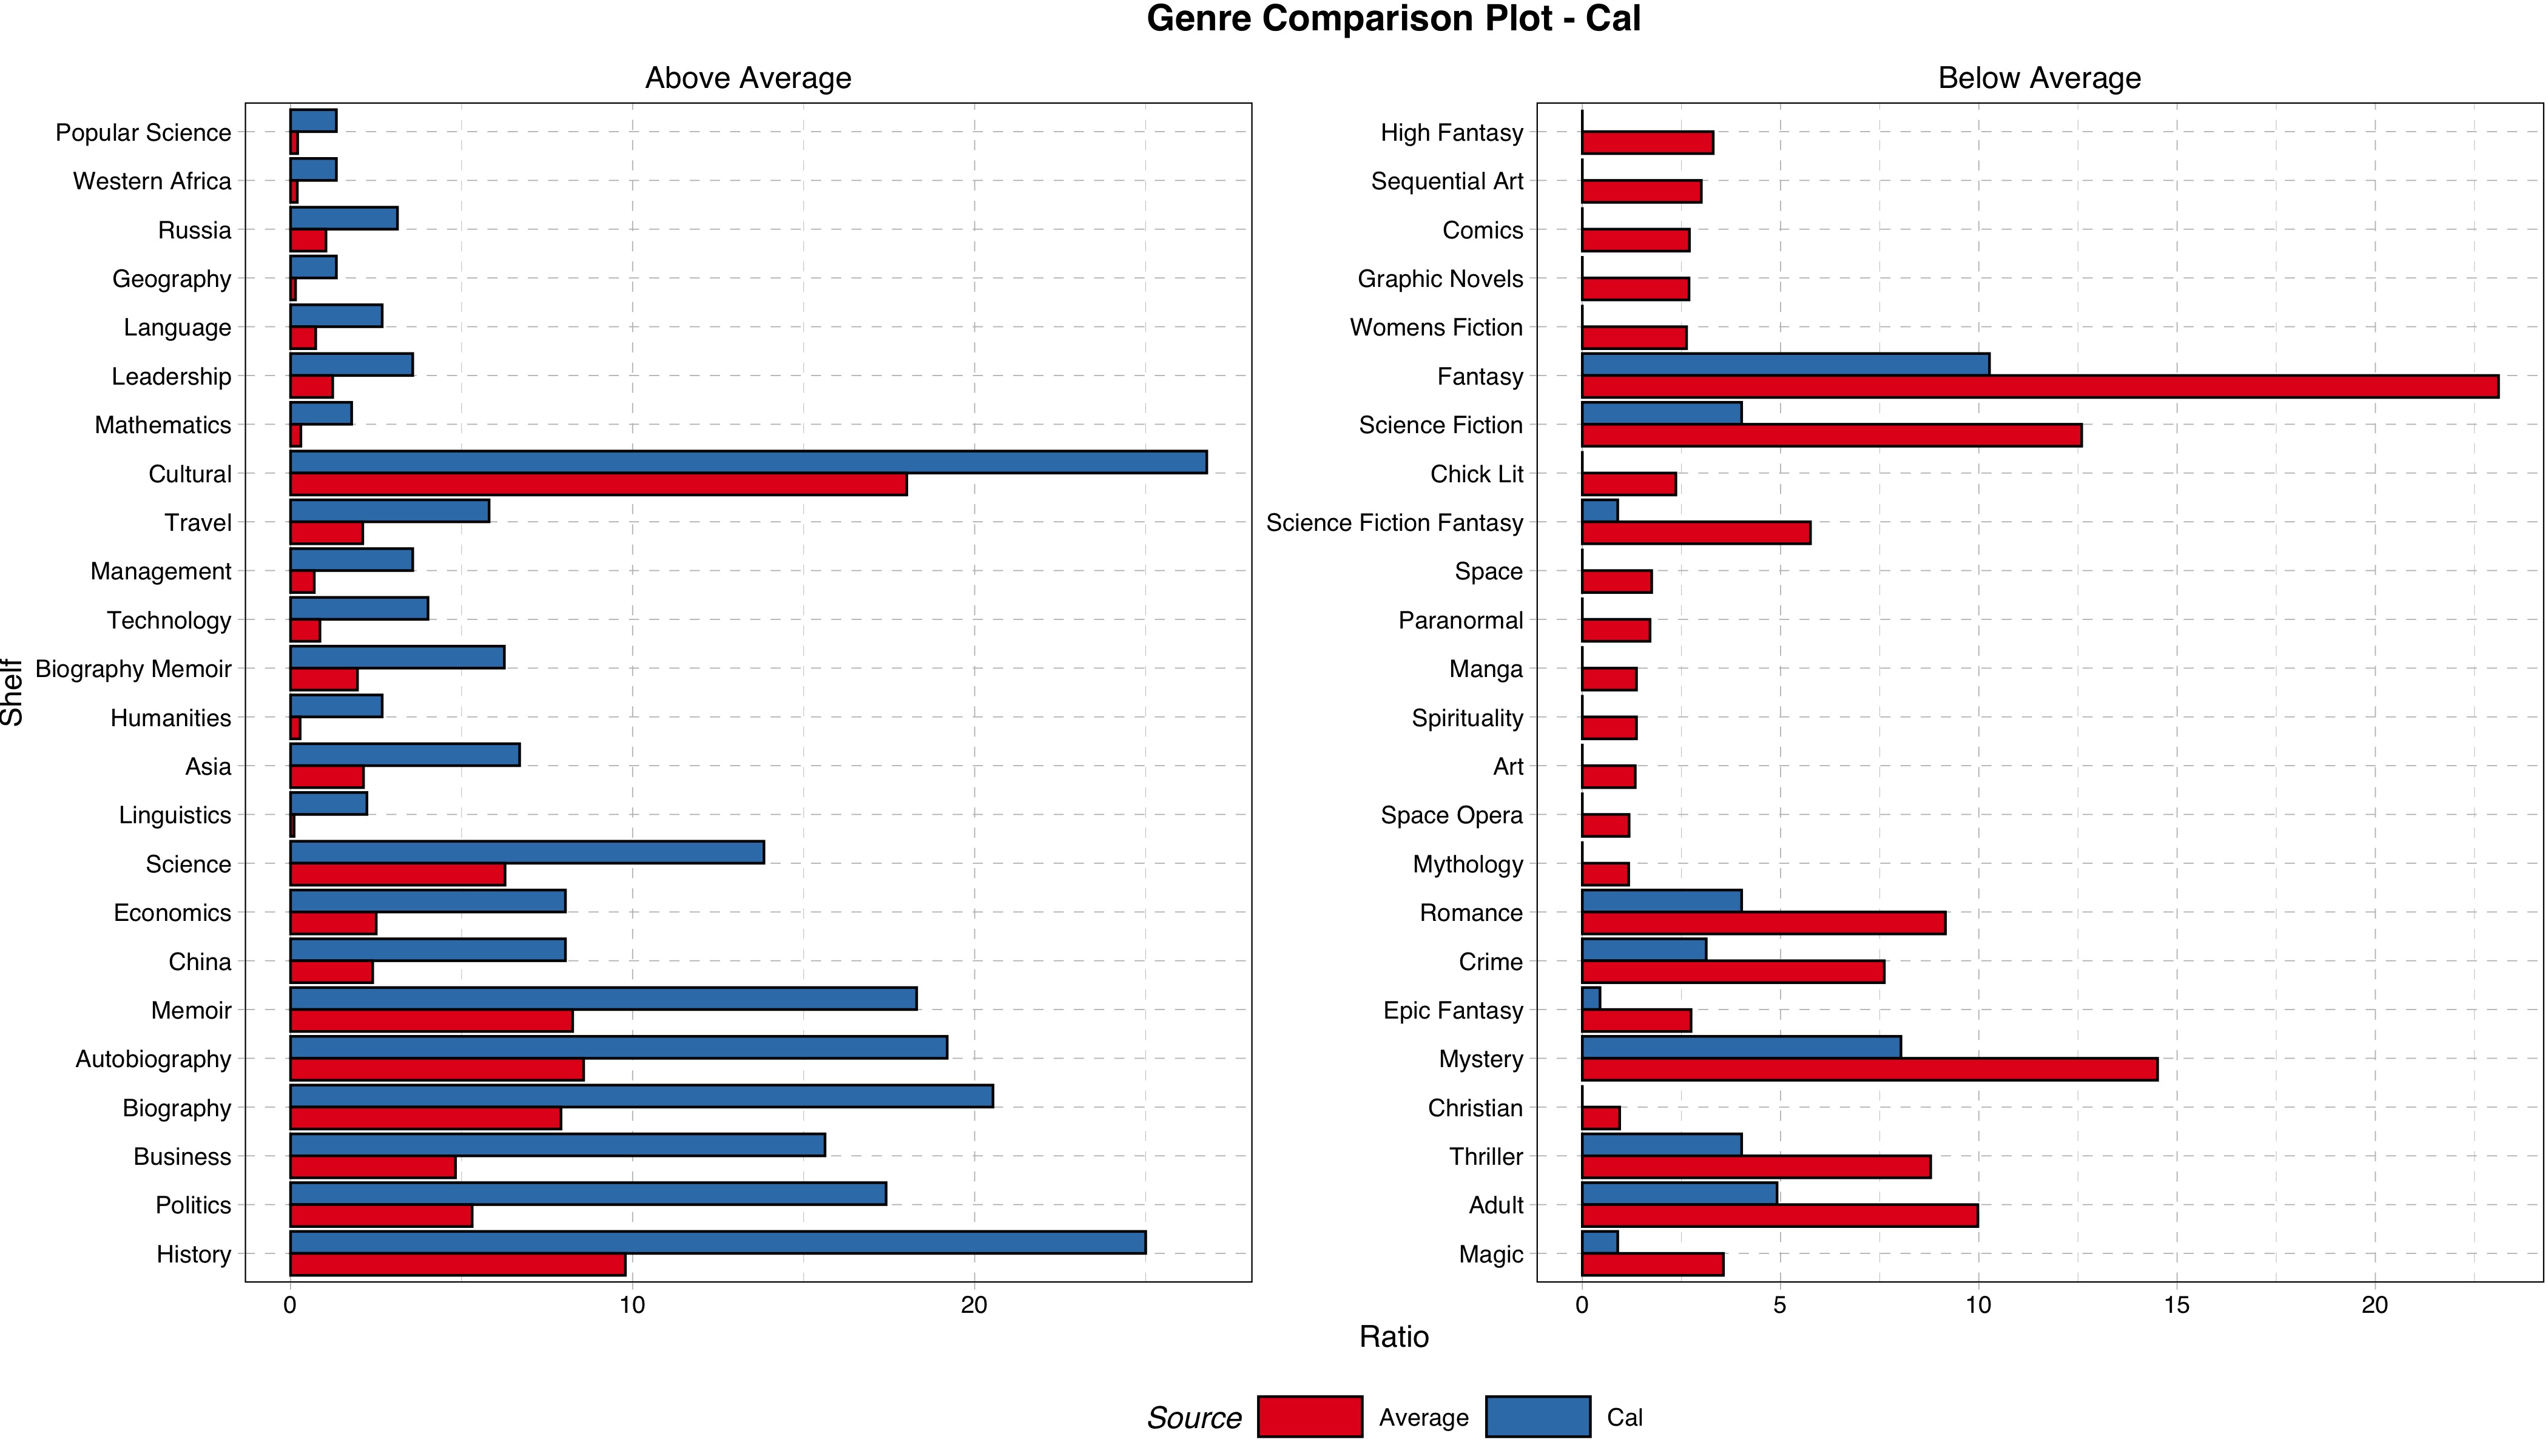 Genre Comparison Plot - Cal
Above Average
Popular Science
Western Africa
Russia
Geography
Language
Leadership
Mathematics
Cultural
Travel
Management
Technology
Biography Memoir
Humanities
Asia
Linguistics
Science
Economics
China
Memoir
Autobiography
Biography
Business
Politics
History
0 10 20
Shelf
Below Average
High Fantasy
Sequential Art
Comics
Graphic Novels
Womens Fiction
Fantasy
Science Fiction
Chick Lit
Science Fiction Fantasy
Space
Paranormal
Manga
Spirituality
Art
Space Opera
Mythology
Romance
Crime
Epic Fantasy
Mystery
Christian
Thriller
Adult
Magic
0 5 10 15 20
Ratio
Source Average Cal